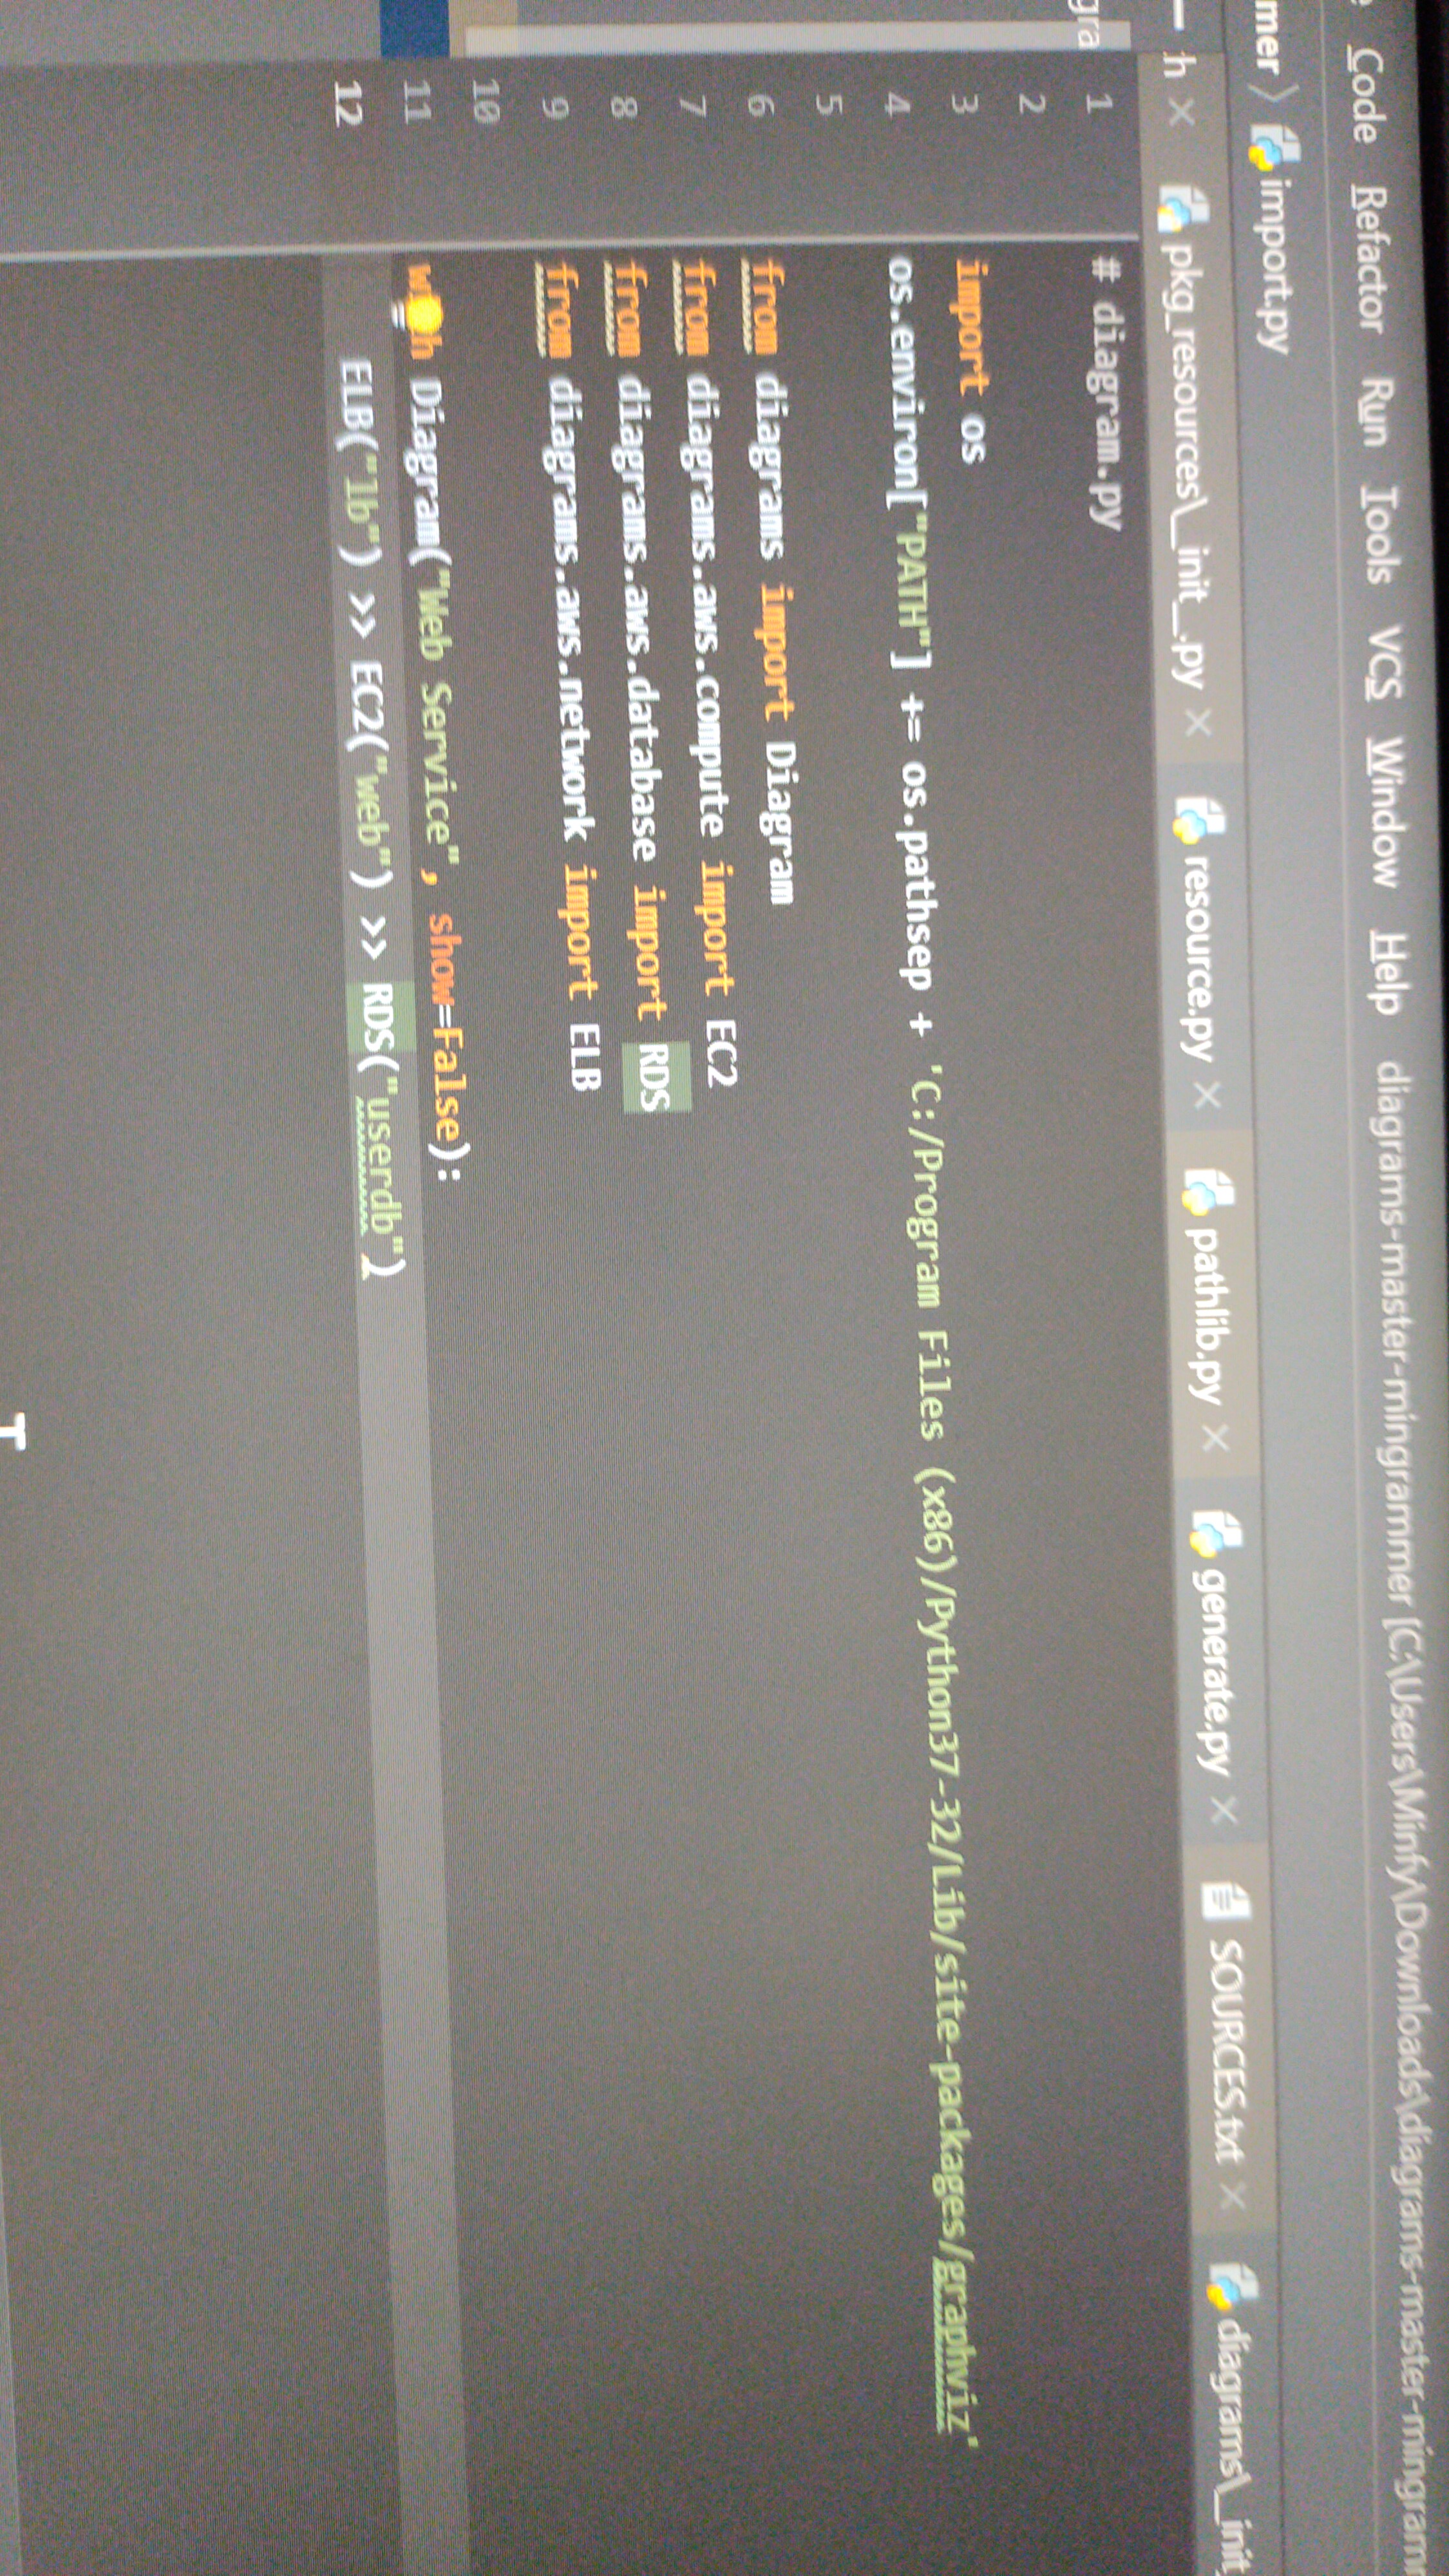 Code Refactor Run Tools VCS Window Help diagrams-master-mingrammer [C:\Users\Minfy\Downloads\diagrams-master-mingramm
mer import.py
h × pkg_resources\_init_.py × resource.py × pathlib.py × generate.py × SOURCES.txt × diagrams\_init_
gra
1 # diagram.py
2
3 import os
4 os.environ["PATH"] += os.pathsep + 'C:/Program Files (x86)/Python37-32/Lib/site-packages/graphviz'
5
6 from diagrams import Diagram
7 from diagrams.aws.compute import EC2
8 from diagrams.aws.database import RDS
9 from diagrams.aws.network import ELB
10
11 with Diagram("Web Service", show=False):
12 ELB("lb") >> EC2("web") >> RDS("userdb")